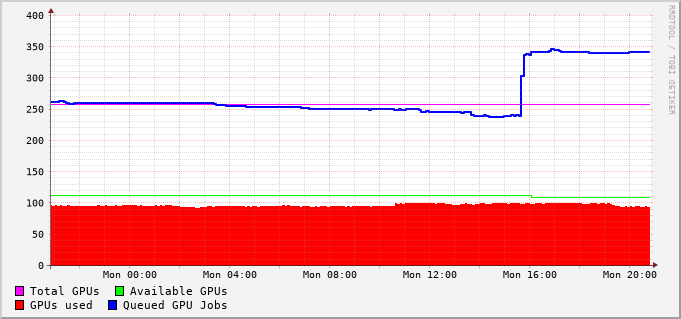 400
350
300
250
200
150
100
50
0
Mon 00:00 Mon 04:00 Mon 08:00 Mon 12:00 Mon 16:00 Mon 20:00
Total GPUs Available GPUs
GPUs used Queued GPU Jobs
RRDTOOL / TOBI OETIKER